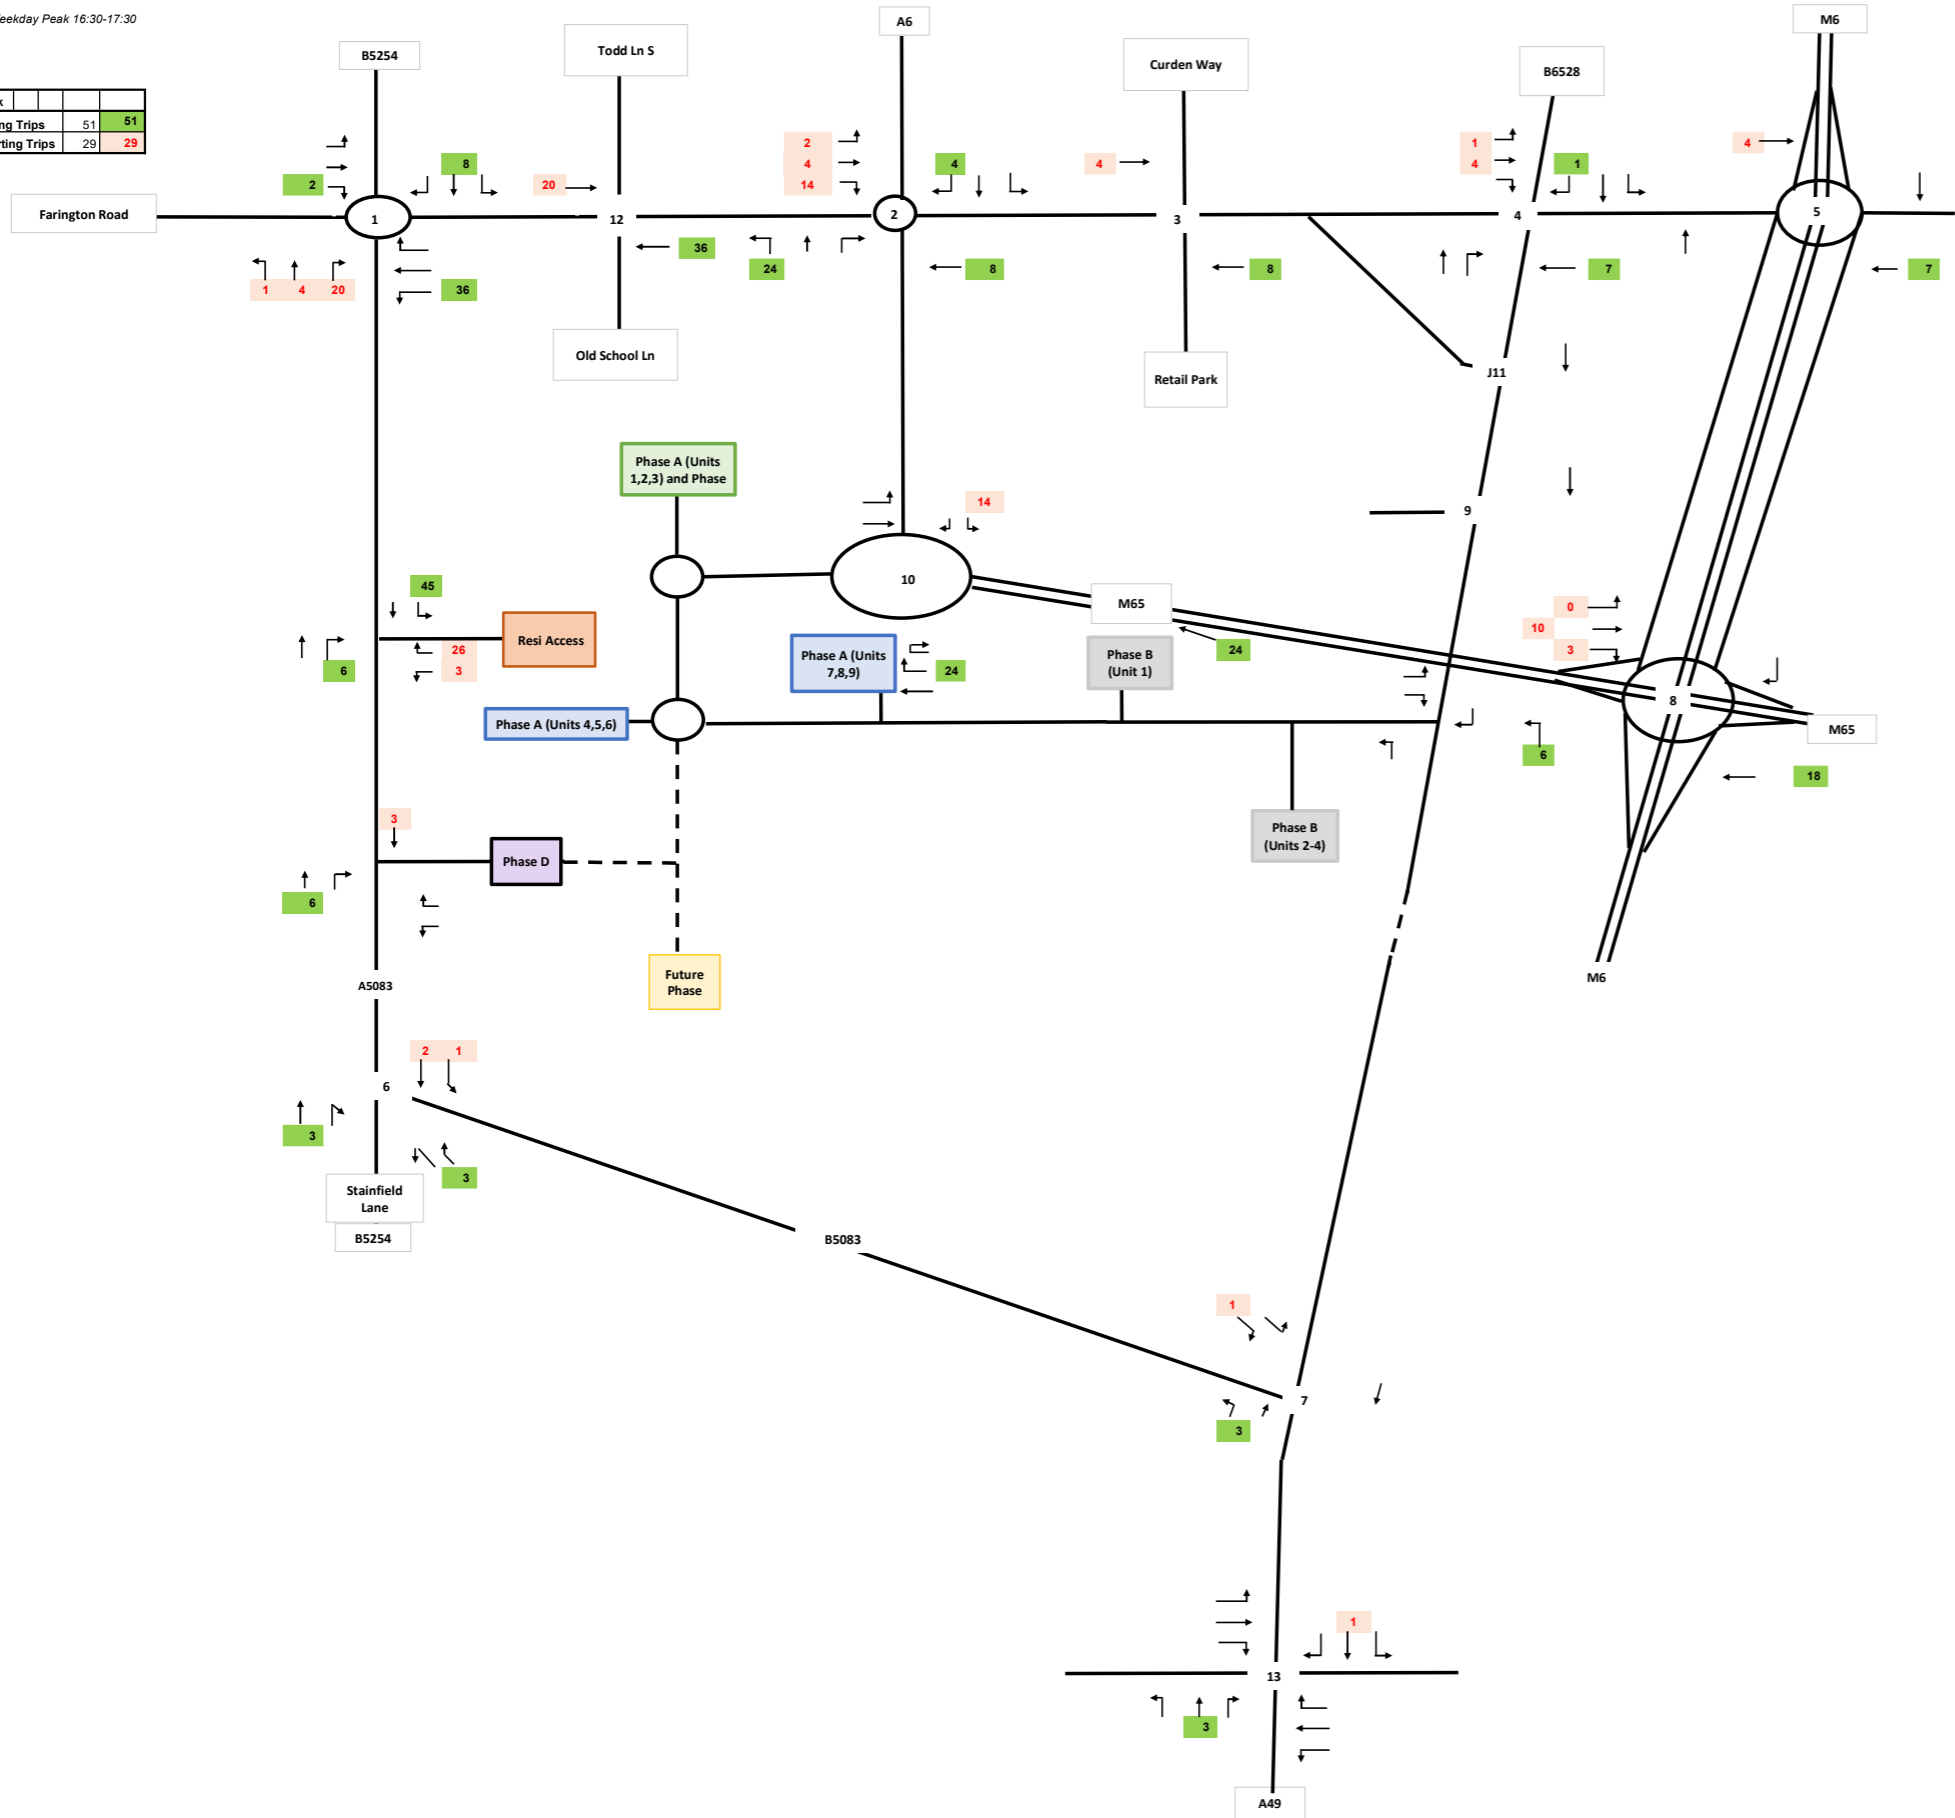 eekday Peak 16:30-17:30
A6
M6
B5254
Todd Ln S
Curden Way
B6528
k
ng Trips 51 51
rting Trips 29 29
2
8
20
2
4
14
4
4
1
4
1
4
Farington Road
1
12
2
3
4
5
1 4 20
36
36
24
8
8
7
7
Old School Ln
Retail Park
J11
Phase A (Units
1,2,3) and Phase
14
9
10
45
M65
0
10
3
Resi Access
6
26
3
Phase A (Units
7,8,9)
24
Phase B
(Unit 1)
24
8
Phase A (Units 4,5,6)
M65
6
18
3
Phase D
Phase B
(Units 2-4)
6
A5083
Future
Phase
M6
2 1
6
3
3
Stainfield
Lane
B5254
B5083
1
7
3
1
13
3
A49